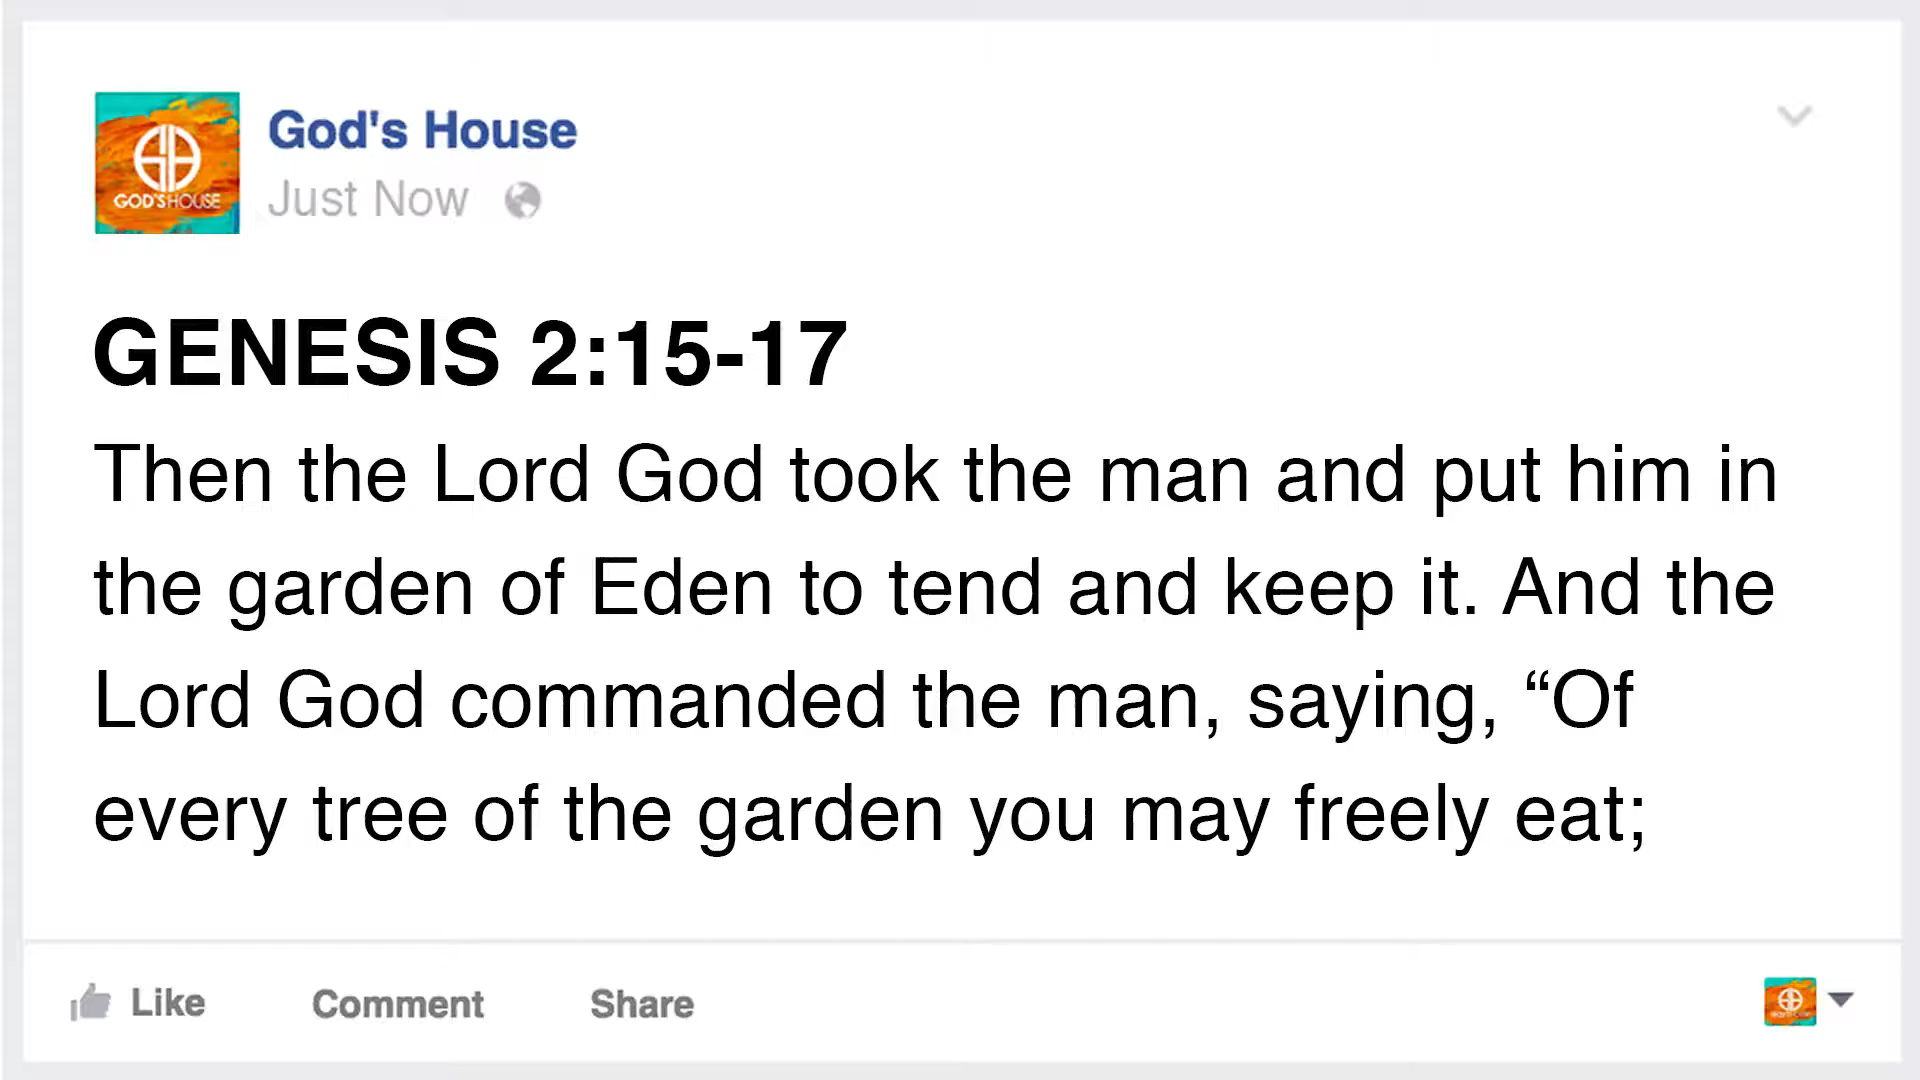 God's House
Just Now
GOD'S HOUSE
GENESIS 2:15-17
Then the Lord God took the man and put him in
the garden of Eden to tend and keep it. And the
Lord God commanded the man, saying, “Of
every tree of the garden you may freely eat;
Like Comment Share